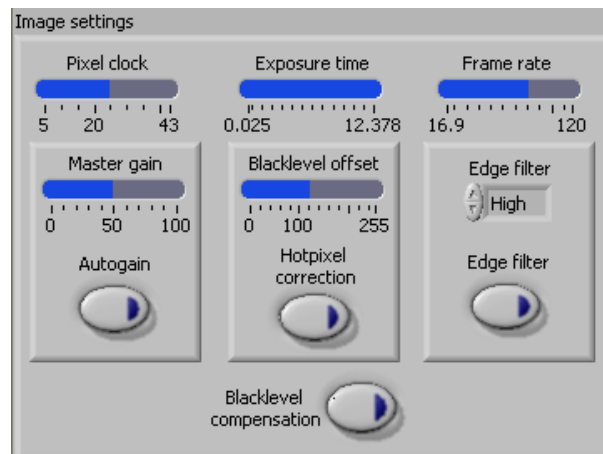 Image settings
Pixel clock
5 20 43
Exposure time
0.025 12.378
Frame rate
16.9 120
Master gain
0 50 100
Autogain
Blacklevel offset
0 100 255
Hotpixel
correction
Edge filter
High
Edge filter
Blacklevel
compensation